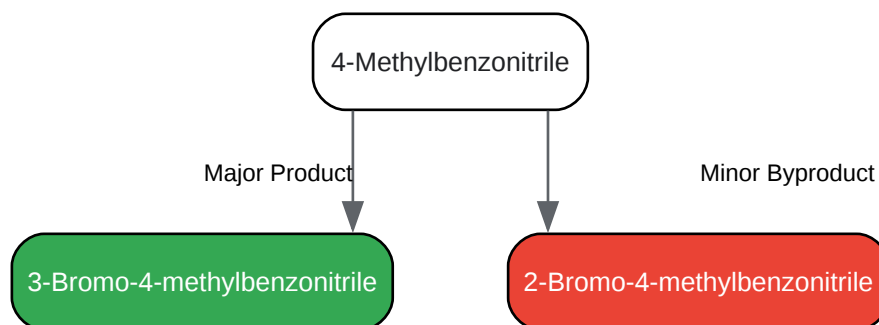 4-Methylbenzonitrile
Major Product
Minor Byproduct
3-Bromo-4-methylbenzonitrile
2-Bromo-4-methylbenzonitrile